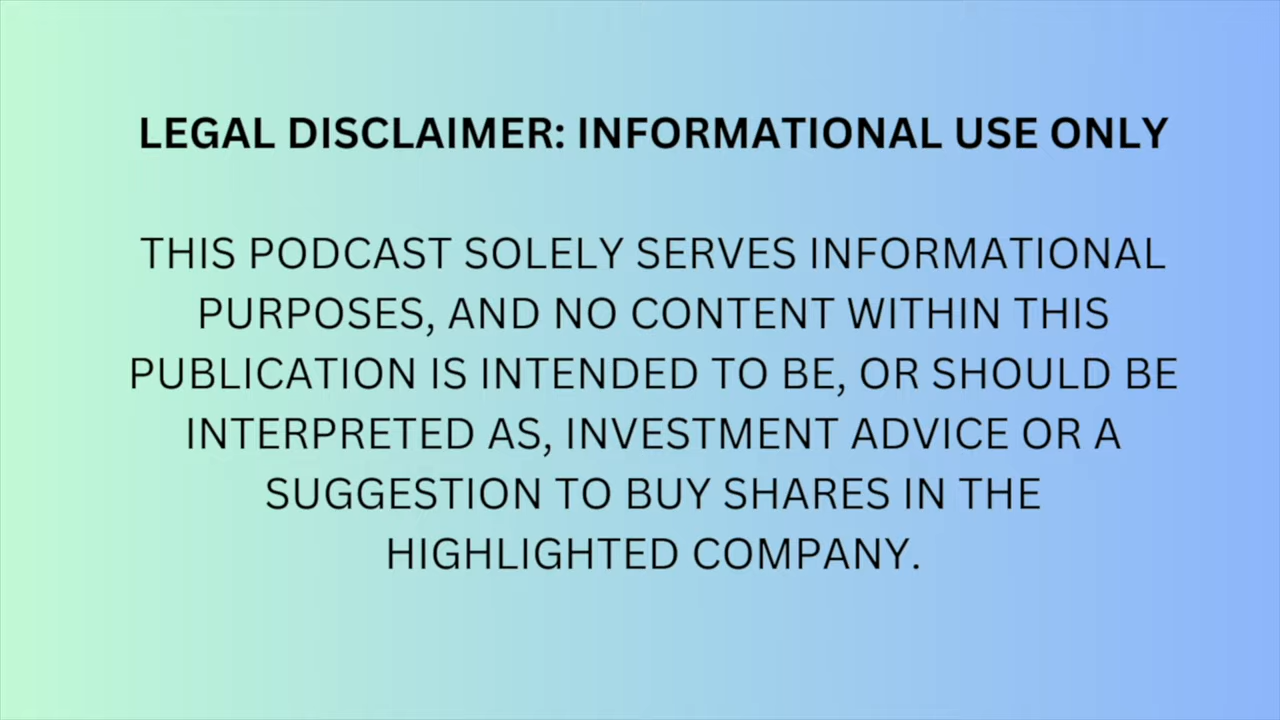 LEGAL DISCLAIMER: INFORMATIONAL USE ONLY
THIS PODCAST SOLELY SERVES INFORMATIONAL
PURPOSES, AND NO CONTENT WITHIN THIS
PUBLICATION IS INTENDED TO BE, OR SHOULD BE
INTERPRETED AS, INVESTMENT ADVICE OR A
SUGGESTION TO BUY SHARES IN THE
HIGHLIGHTED COMPANY.